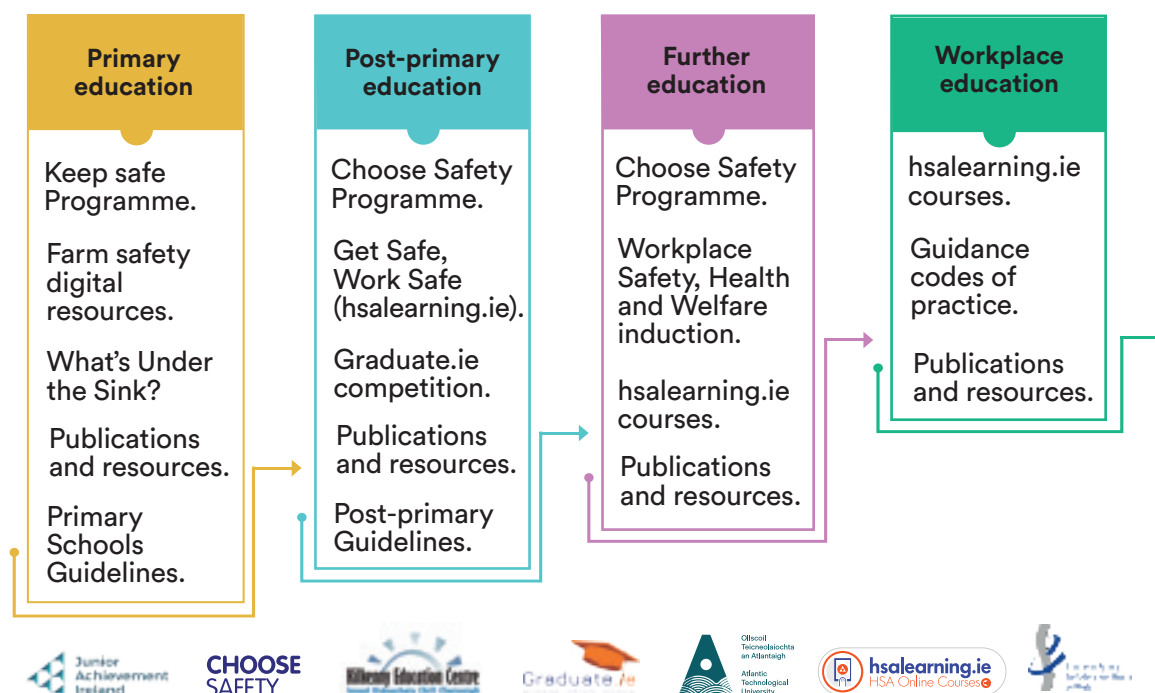 Primary
education
Keep safe
Programme.
Farm safety
digital
resources.
What's Under
the Sink?
Publications
and resources.
Primary
Schools
Guidelines.
Post-primary
education
Choose Safety
Programme.
Get Safe,
Work Safe
(hsalearning.ie).
Graduate.ie
competition.
Publications
and resources.
Post-primary
Guidelines.
Further
education
Choose Safety
Programme.
Workplace
Safety, Health
and Welfare
induction.
hsalearning.ie
courses.
Publications
and resources.
Workplace
education
hsalearning.ie
courses.
Guidance
codes of
practice.
Publications
and resources.
Junior
Achievement
Ireland
CHOOSE
SAFETY
Kilkenny Education Centre
Graduate.ie
Ollscoil
Teicneolaíochta
an Atlantaigh
Atlantic
Technological
University
hsalearning.ie
HSA Online Courses